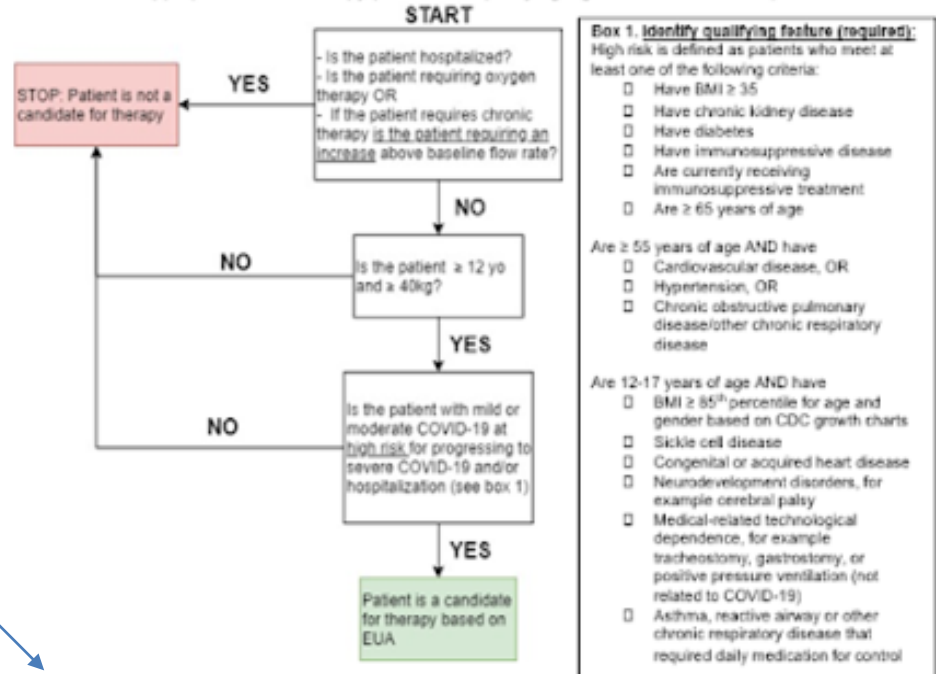 START
- Is the patient hospitalized?
- Is the patient requiring oxygen
therapy OR
- If the patient requires chronic
therapy is the patient requiring an
increase above baseline flow rate?
YES
STOP: Patient is not a
candidate for therapy
NO
Is the patient ≥ 12 yo
and ≥ 40kg?
NO
YES
Is the patient with mild or
moderate COVID-19 at
high risk for progressing to
severe COVID-19 and/or
hospitalization (see box 1)
NO
YES
Patient is a candidate
for therapy based on
EUA
Box 1. Identify qualifying feature (required):
High risk is defined as patients who meet at
least one of the following criteria:
Have BMI ≥ 35
Have chronic kidney disease
Have diabetes
Have immunosuppressive disease
Are currently receiving
immunosuppressive treatment
Are ≥ 65 years of age
Are ≥ 55 years of age AND have
Cardiovascular disease, OR
Hypertension, OR
Chronic obstructive pulmonary
disease/other chronic respiratory
disease
Are 12-17 years of age AND have
BMI ≥ 85th percentile for age and
gender based on CDC growth charts
Sickle cell disease
Congenital or acquired heart disease
Neurodevelopment disorders, for
example cerebral palsy
Medical-related technological
dependence, for example
tracheostomy, gastrostomy, or
positive pressure ventilation (not
related to COVID-19)
Asthma, reactive airway or other
chronic respiratory disease that
required daily medication for control